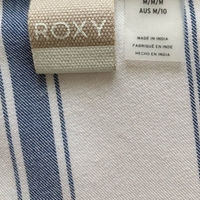 ROXY
M/M/M
AUS M/10
MADE IN INDIA
FABRIQUÉ EN INDE
HECHO EN INDIA